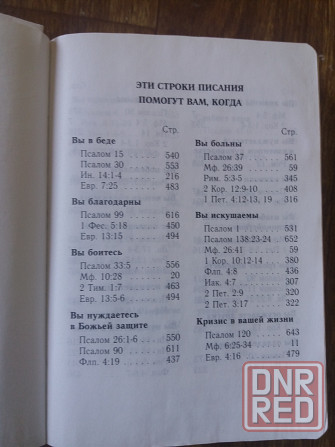 ЭТИ СТРОКИ ПИСАНИЯ
ПОМОГУТ ВАМ, КОГДА
Стр.
Вы в беде
Псалом 15 ........ 540
Псалом 30 ........ 553
Ин. 14:1-4 ........ 216
Евр. 7:25 ........ 483
Вы благодарны
Псалом 99 ........ 616
1 Фес. 5:18 ........ 450
Евр. 13:15 ........ 494
Вы боитесь
Псалом 33:5 ........ 556
Мф. 10:28 ........ 20
2 Тим. 1:7 ........ 463
Евр. 13:5-6 ........ 494
Вы нуждаетесь
в Божьей защите
Псалом 26:1-6 ........ 550
Псалом 90 ........ 611
Флп. 4:19 ........ 437
Стр.
Вы больны
Псалом 37 ........ 561
Мф. 26:39 ........ 59
Рим. 5:3-5 ........ 345
2 Кор. 12:9-10 ........ 408
1 Пет. 4:12-13, 19 ........ 316
Вы искушаемы
Псалом 1 ........ 531
Псалом 138:23-24 ........ 652
Мф. 26:41 ........ 59
1 Кор. 10:12-14 ........ 380
Флп. 4:8 ........ 436
Иак. 4:7 ........ 307
2 Пет. 2:9 ........ 320
2 Пет. 3:17 ........ 322
Кризис в вашей жизни
Псалом 120 ........ 643
Мф. 6:25-34 ........ 11
Евр. 4:16 ........ 479
DNR
RED